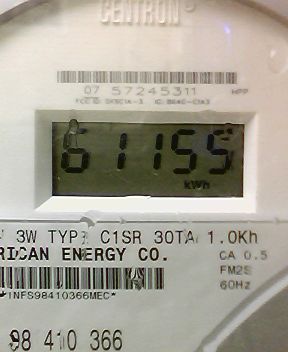 CENTRON
07 57245311 HPP
61155
kWh
3W TYPE C1SR 30TA 1.0Kh
RICAN ENERGY CO. CA 0.5
FM2S
*INFS98410366MEC* 60Hz
98 410 366